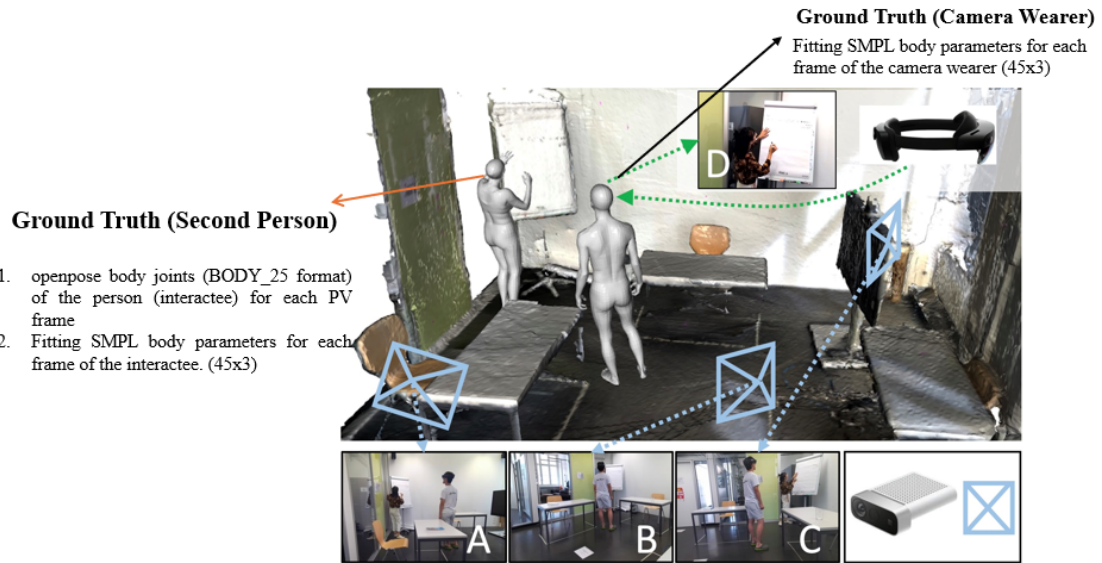 Ground Truth (Camera Wearer)
Fitting SMPL body parameters for each
frame of the camera wearer (45x3)
D
Ground Truth (Second Person)
1. openpose body joints (BODY_25 format)
of the person (interactee) for each PV
frame
2. Fitting SMPL body parameters for each
frame of the interactee. (45x3)
A
B
C